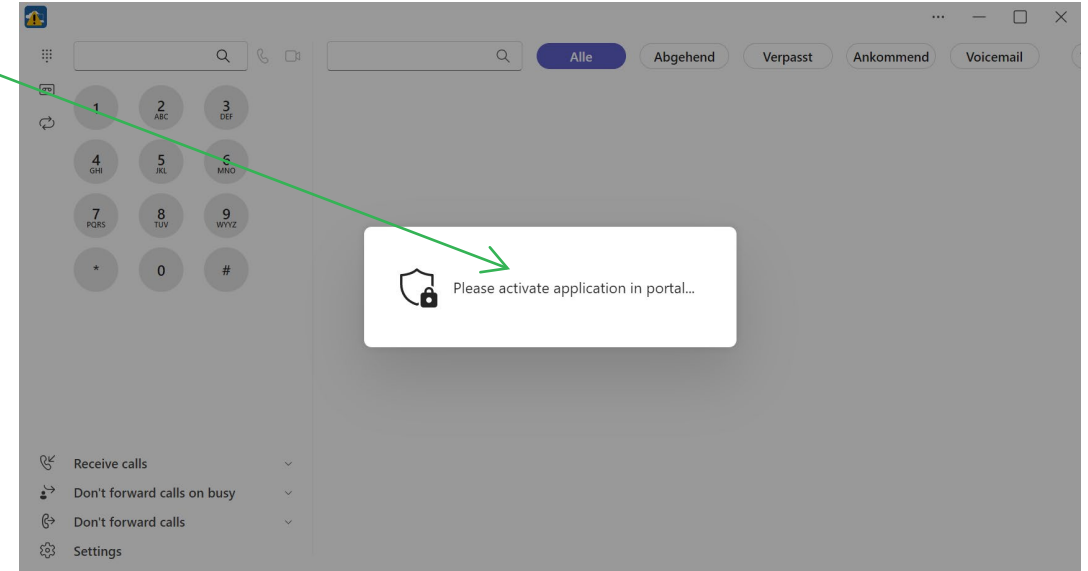 ...
Alle
Abgehend
Verpasst
Ankommend
Voicemail
1
2
ABC
3
DEF
4
GHI
5
JKL
6
MNO
7
PQRS
8
TUV
9
WYYZ
*
0
#
Please activate application in portal...
Receive calls
Don't forward calls on busy
Don't forward calls
Settings